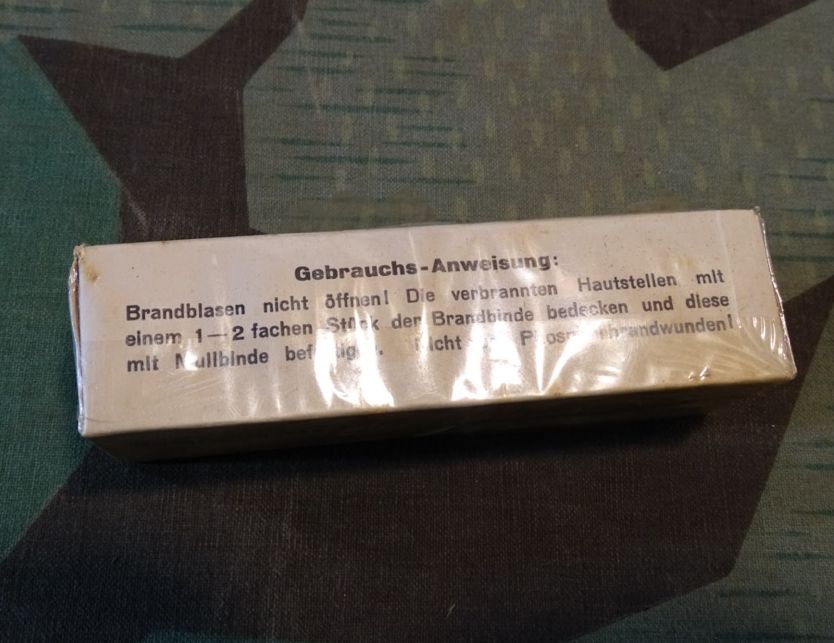 Gebrauchs-Anweisung:
Brandblasen nicht öffnen! Die verbrannten Hautstellen mit
einem 1—2 fachen Stück der Brandbinde bedecken und diese
mit Mullbinde